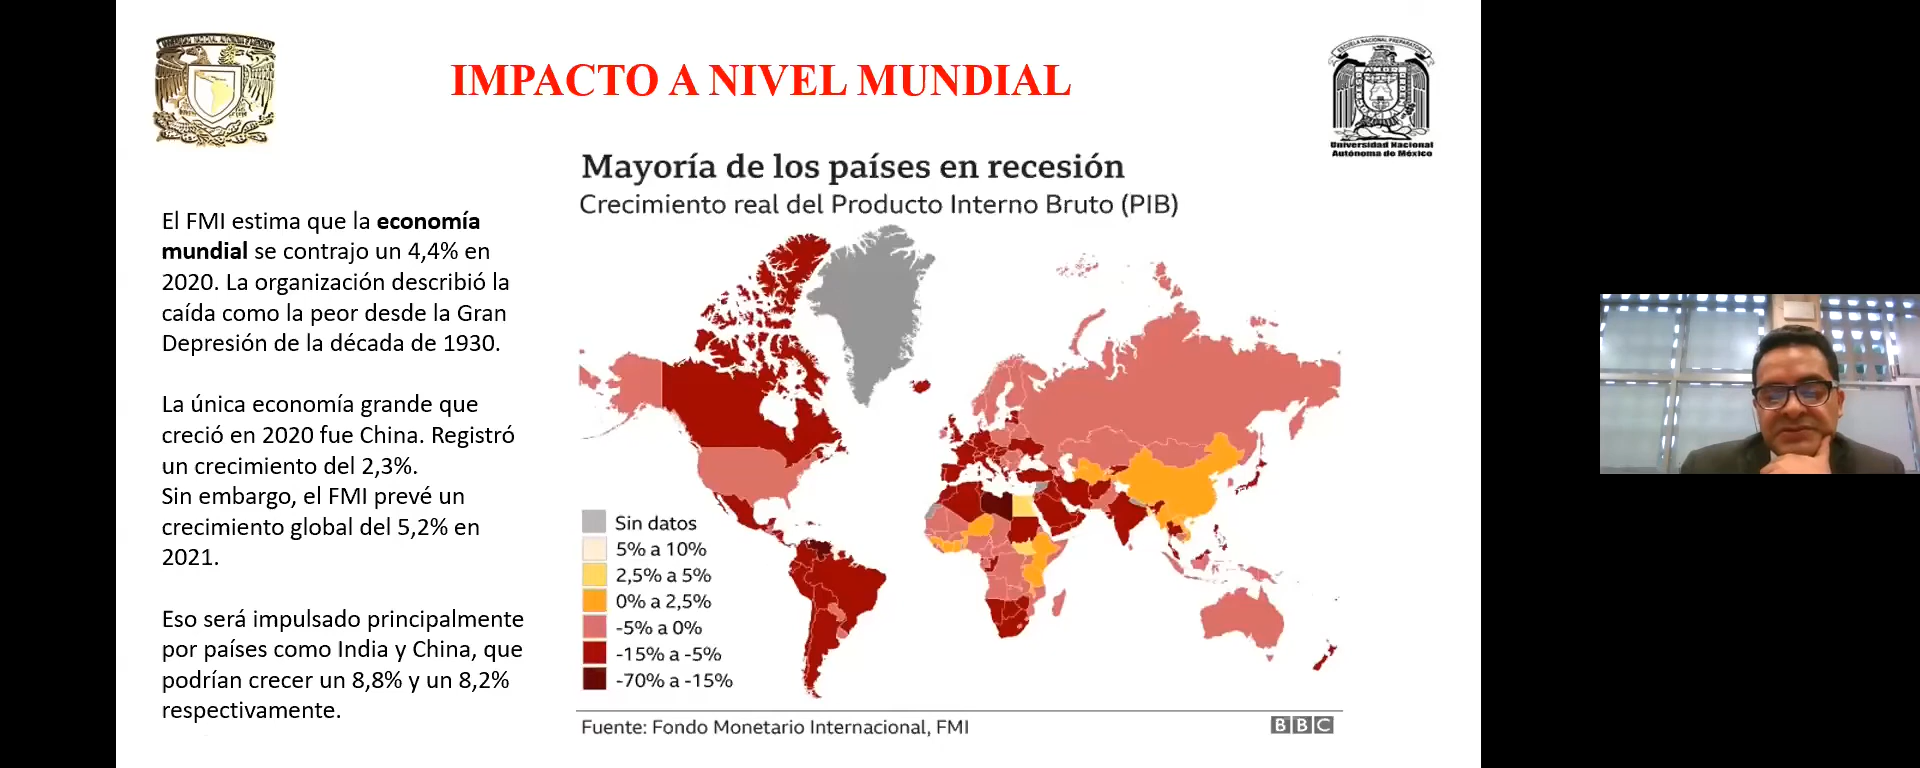 IMPACTO A NIVEL MUNDIAL
ESCUELA NACIONAL PREPARATORIA
Universidad Nacional
Autónoma de México
El FMI estima que la economía
mundial se contrajo un 4,4% en
2020. La organización describió la
caída como la peor desde la Gran
Depresión de la década de 1930.
La única economía grande que
creció en 2020 fue China. Registró
un crecimiento del 2,3%.
Sin embargo, el FMI prevé un
crecimiento global del 5,2% en
2021.
Eso será impulsado principalmente
por países como India y China, que
podrían crecer un 8,8% y un 8,2%
respectivamente.
Mayoría de los países en recesión
Crecimiento real del Producto Interno Bruto (PIB)
Sin datos
5% a 10%
2,5% a 5%
0% a 2,5%
-5% a 0%
-15% a -5%
-70% a -15%
Fuente: Fondo Monetario Internacional, FMI
BBC